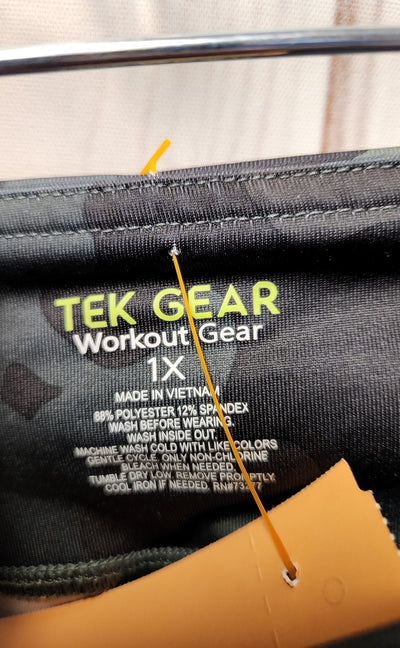 TEK GEAR
Workout Gear
1X
MADE IN VIETNAM
88% POLYESTER 12% SPANDEX
WASH BEFORE WEARING.
WASH INSIDE OUT.
MACHINE WASH COLD WITH LIKE COLORS
GENTLE CYCLE. ONLY NON-CHLORINE
BLEACH WHEN NEEDED.
TUMBLE DRY LOW. REMOVE PROMPTLY.
COOL IRON IF NEEDED. RN#73277